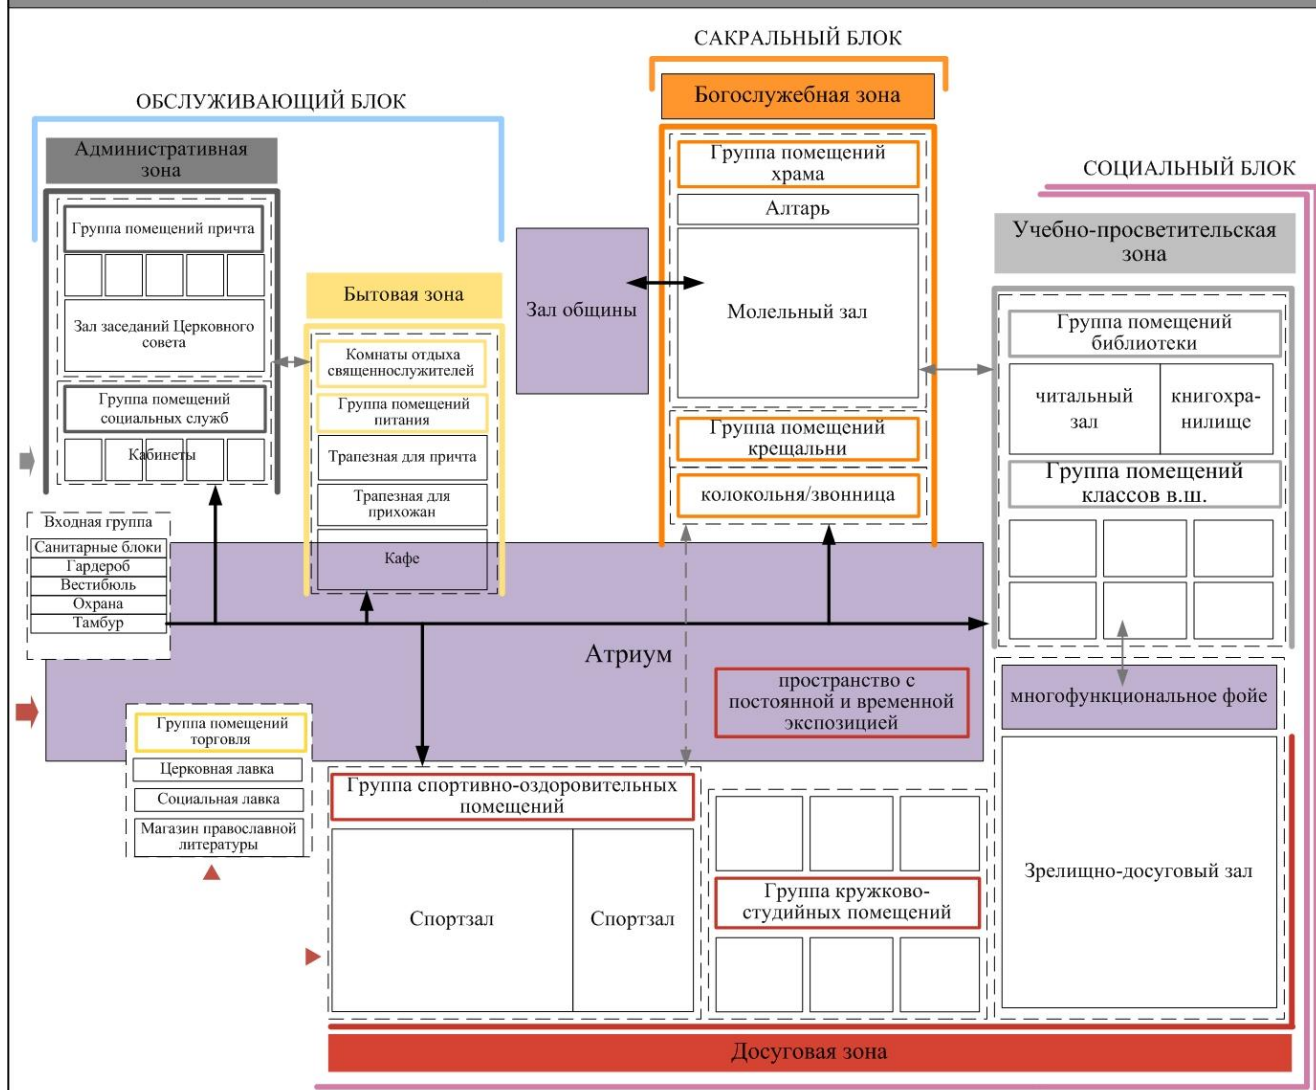 САКРАЛЬНЫЙ БЛОК
Богослужебная зона
ОБСЛУЖИВАЮЩИЙ БЛОК
Административная
зона
Группа помещений причта
Зал заседаний Церковного
совета
Группа помещений
социальных служб
Кабинеты
Бытовая зона
Комнаты отдыха
священнослужителей
Группа помещений
питания
Трапезная для причта
Трапезная для
прихожан
Кафе
Зал общины
Группа помещений
храма
Алтарь
Молельный зал
Группа помещений
крещальни
колокольня/звонница
СОЦИАЛЬНЫЙ БЛОК
Учебно-просветительская
зона
Группа помещений
библиотеки
читальный
зал
книгохра-
нилище
Группа помещений
классов в.ш.
Входная группа
Санитарные блоки
Гардероб
Вестибюль
Охрана
Тамбур
Атриум
пространство с
постоянной и временной
экспозицией
многофункциональное фойе
Группа помещений
торговля
Церковная лавка
Социальная лавка
Магазин православной
литературы
Группа спортивно-оздоровительных
помещений
Спортзал
Спортзал
Группа кружково-
студийных помещений
Зрелищно-досуговый зал
Досуговая зона